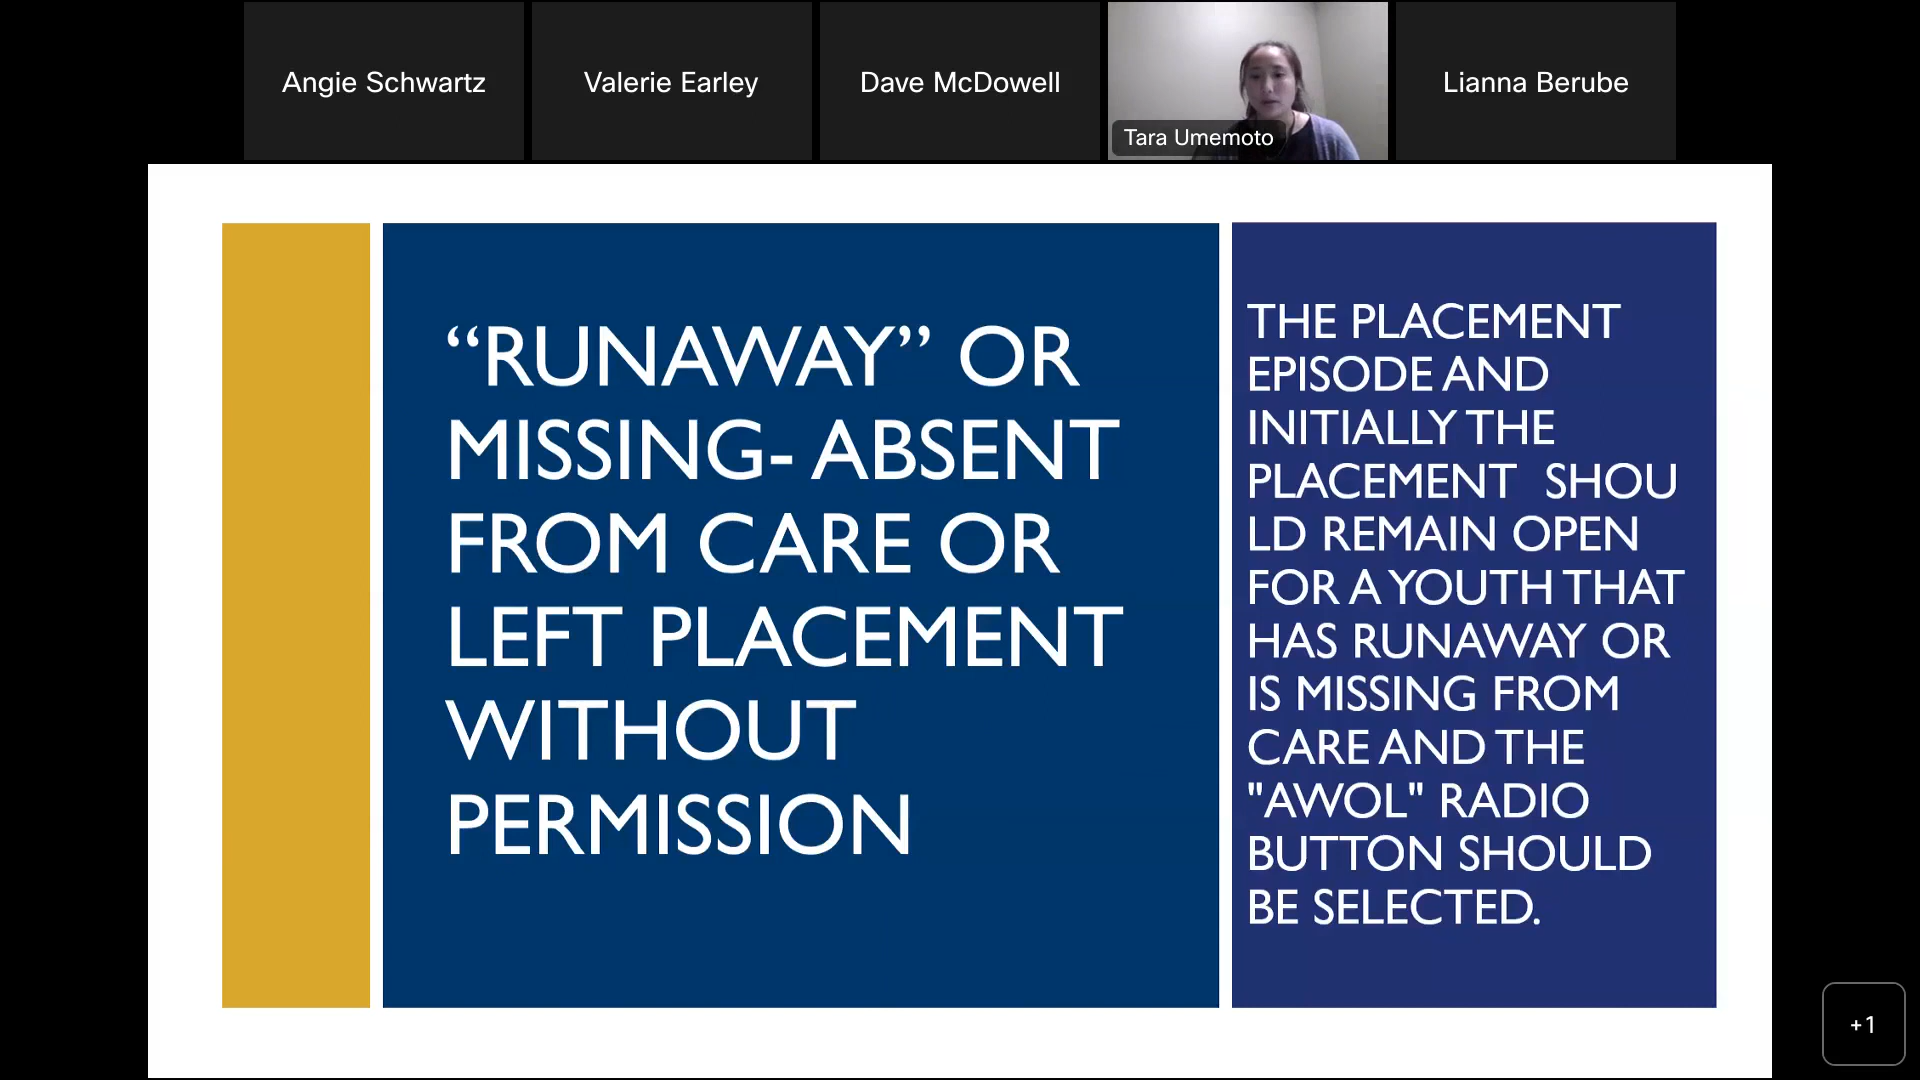 Angie Schwartz
Valerie Earley
Dave McDowell
Tara Umemoto
Lianna Berube
“RUNAWAY” OR
MISSING- ABSENT
FROM CARE OR
LEFT PLACEMENT
WITHOUT
PERMISSION
THE PLACEMENT
EPISODE AND
INITIALLY THE
PLACEMENT SHOU
LD REMAIN OPEN
FOR A YOUTH THAT
HAS RUNAWAY OR
IS MISSING FROM
CARE AND THE
"AWOL" RADIO
BUTTON SHOULD
BE SELECTED.
+1